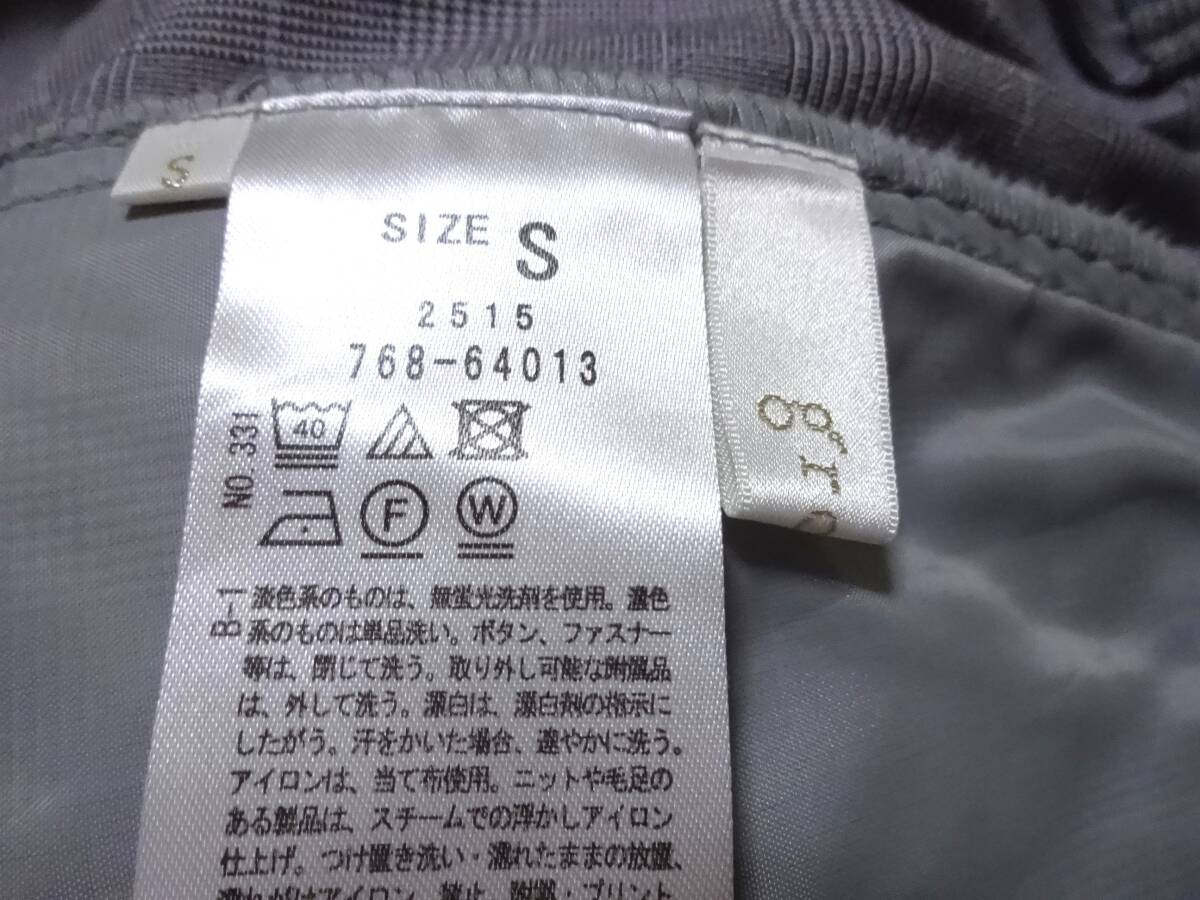 S
SIZE S
2515
768-64013
40
F
W
NO.331
B-1
淡色系のものは、無蛍光洗剤を使用。濃色
系のものは単品洗い。ボタン、ファスナー
等は、閉じて洗う。取り外し可能な附属品
は、外して洗う。漂白は、漂白剤の指示に
したがう。汗をかいた場合、速やかに洗う。
アイロンは、当て布使用。ニットや毛足の
ある製品は、スチームでの浮かしアイロン
仕上げ。つけ置き洗い・濡れたままの放置、
g.